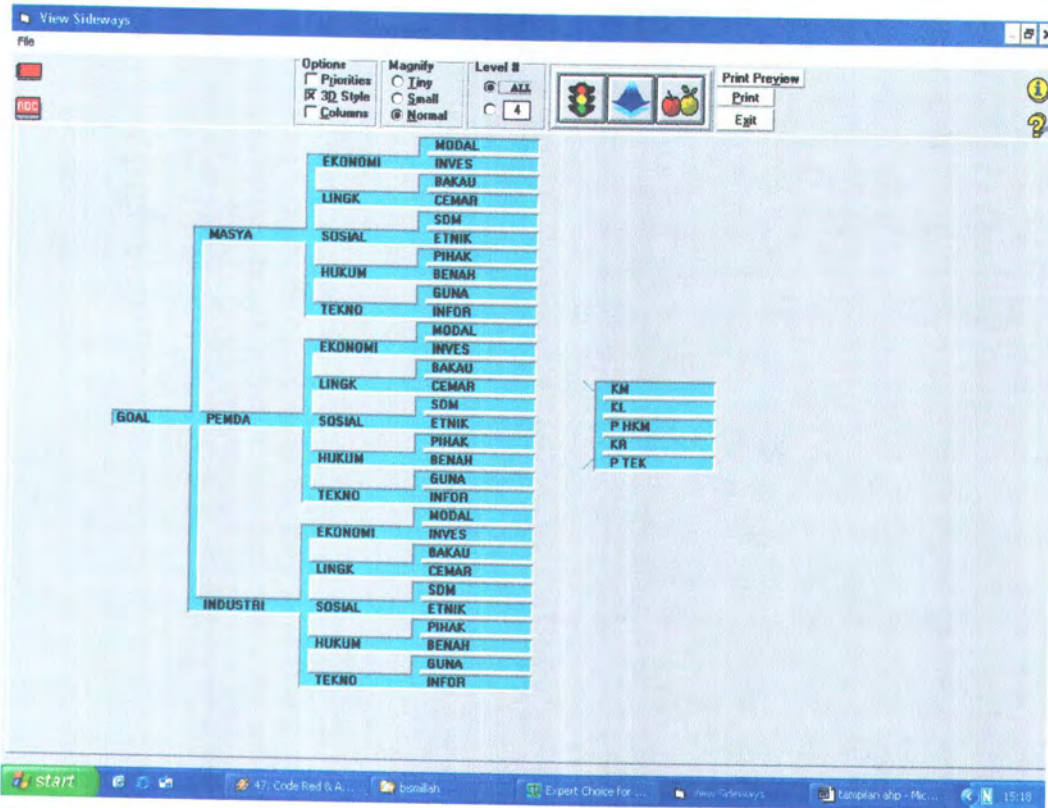 View Sideways
File
Options
Priorities
3D Style
Columns
Magnify
Tiny
Small
Normal
Level #
ALL
4
Print Preview
Print
Exit
ABC
MODAL
EKONOMI INVES
BAKAU
LINGK CEMAR
SDM
MASYA SOSIAL ETNIK
PIHAK
HUKUM BENAH
GUNA
TEKNO INFOR
MODAL
EKONOMI INVES
BAKAU
LINGK CEMAR
SDM
GOAL PEMDA SOSIAL ETNIK
PIHAK
HUKUM BENAH
GUNA
TEKNO INFOR
MODAL
EKONOMI INVES
BAKAU
LINGK CEMAR
SDM
INDUSTRI SOSIAL ETNIK
PIHAK
HUKUM BENAH
GUNA
TEKNO INFOR
KM
KL
P HKM
KR
P TEK
start 47. Code Red & A... bismillah Expert Choice for ... View Sideways tampilan ahp - Mic... N 15:18